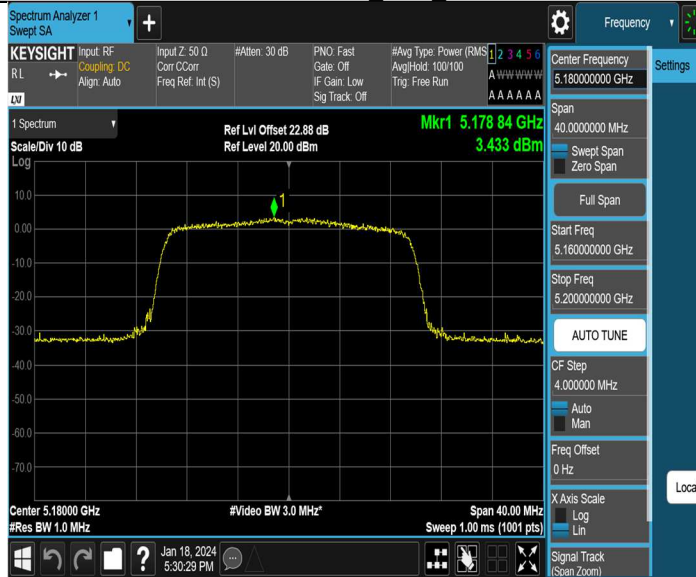 Spectrum Analyzer 1
Swept SA
Frequency
KEYSIGHT
RL
LXI
Input: RF
Coupling: DC
Align: Auto
Input Z: 50 Ω
Corr CCorr
Freq Ref: Int (S)
#Atten: 30 dB
PNO: Fast
Gate: Off
IF Gain: Low
Sig Track: Off
#Avg Type: Power (RMS
Avg|Hold: 100/100
Trig: Free Run
1 2 3 4 5 6
A W W W W W
A A A A A A
1 Spectrum
Scale/Div 10 dB
Log
Ref Lvl Offset 22.88 dB
Ref Level 20.00 dBm
Mkr1 5.178 84 GHz
3.433 dBm
1
10.0
0.00
-10.0
-20.0
-30.0
-40.0
-50.0
-60.0
-70.0
Center 5.18000 GHz
#Res BW 1.0 MHz
#Video BW 3.0 MHz*
Span 40.00 MHz
Sweep 1.00 ms (1001 pts)
Center Frequency
5.180000000 GHz
Settings
Span
40.0000000 MHz
Swept Span
Zero Span
Full Span
Start Freq
5.160000000 GHz
Stop Freq
5.200000000 GHz
AUTO TUNE
CF Step
4.000000 MHz
Auto
Man
Freq Offset
0 Hz
X Axis Scale
Log
Lin
Signal Track
(Span Zoom)
Loca
?
Jan 18, 2024
5:30:29 PM